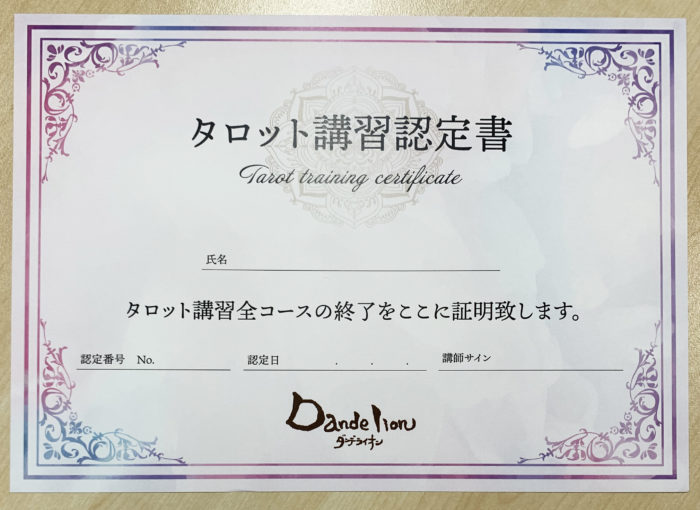 タロット講習認定書
Tarot training certificate
氏名
タロット講習全コースの終了をここに証明致します。
認定番号 No. 認定日 . . . 講師サイン
Dandelion
ダンデライオン